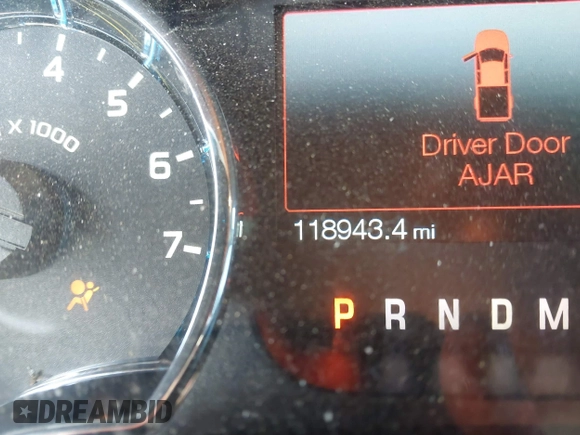 4
5
X 1000
6
7
Driver Door
AJAR
118943.4 mi
P R N D M
DREAMBID